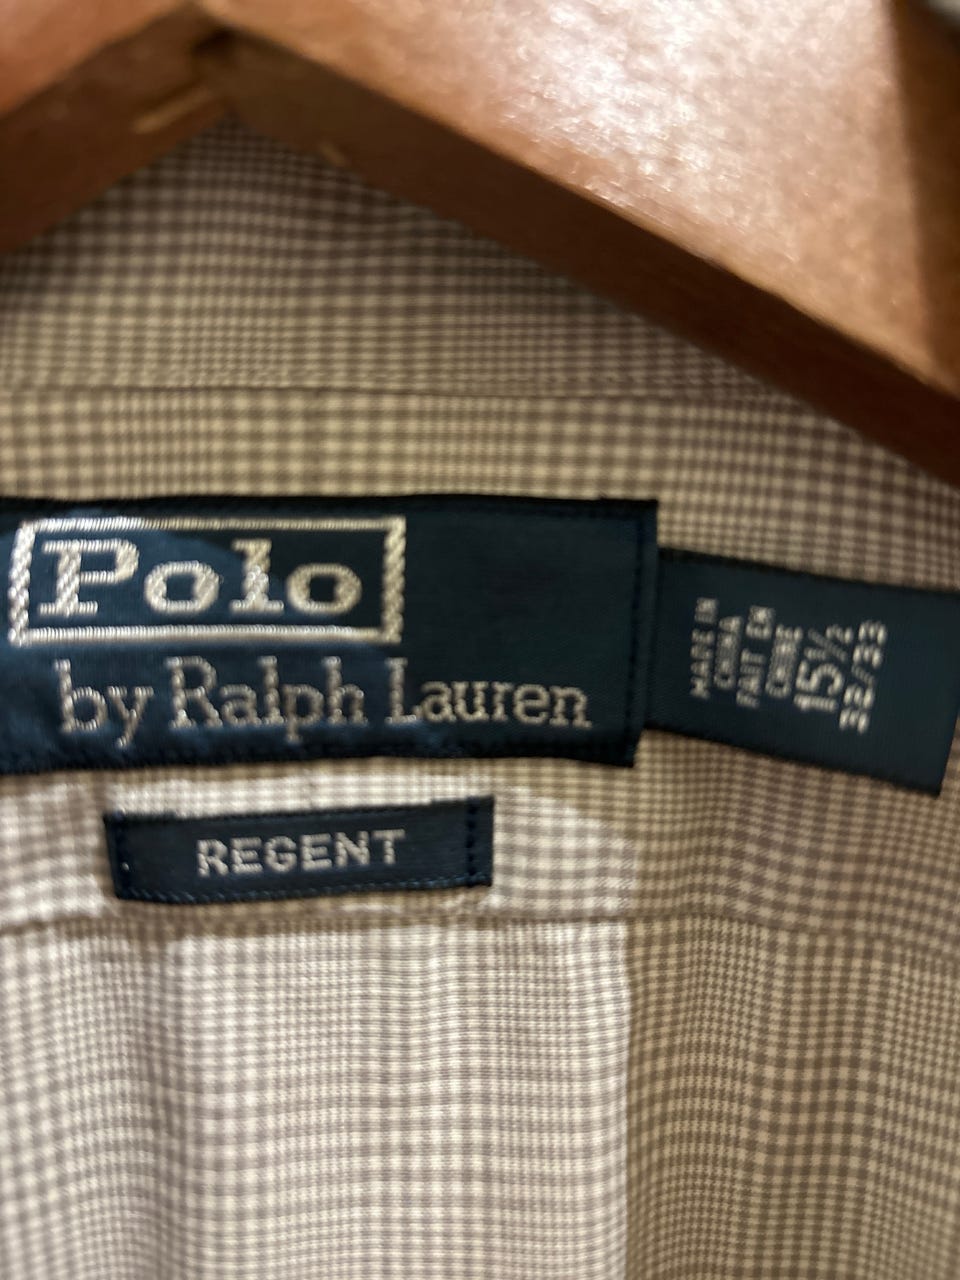 Polo
by Ralph Lauren
MADE IN
CHINA
FAIT EN
CHINE
15½
32/33
REGENT